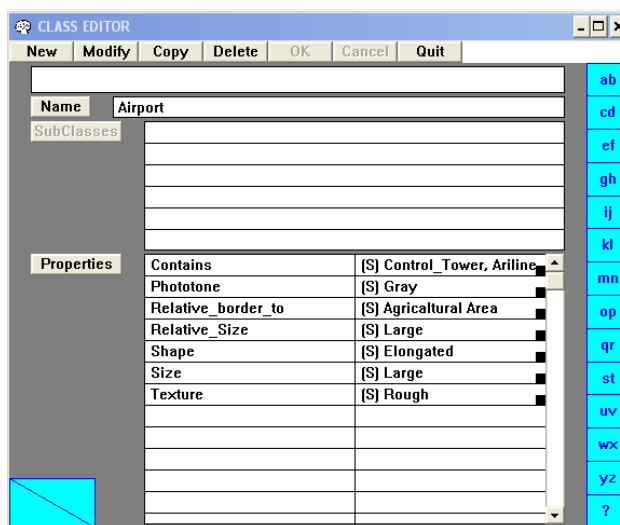 CLASS EDITOR
New Modify Copy Delete OK Cancel Quit
Name Airport
SubClasses
Properties
Contains (S) Control_Tower, Ariline
Phototone (S) Gray
Relative_border_to (S) Agricaltural Area
Relative_Size (S) Large
Shape (S) Elongated
Size (S) Large
Texture (S) Rough
ab
cd
ef
gh
ij
kl
mn
op
qr
st
uv
wx
yz
?